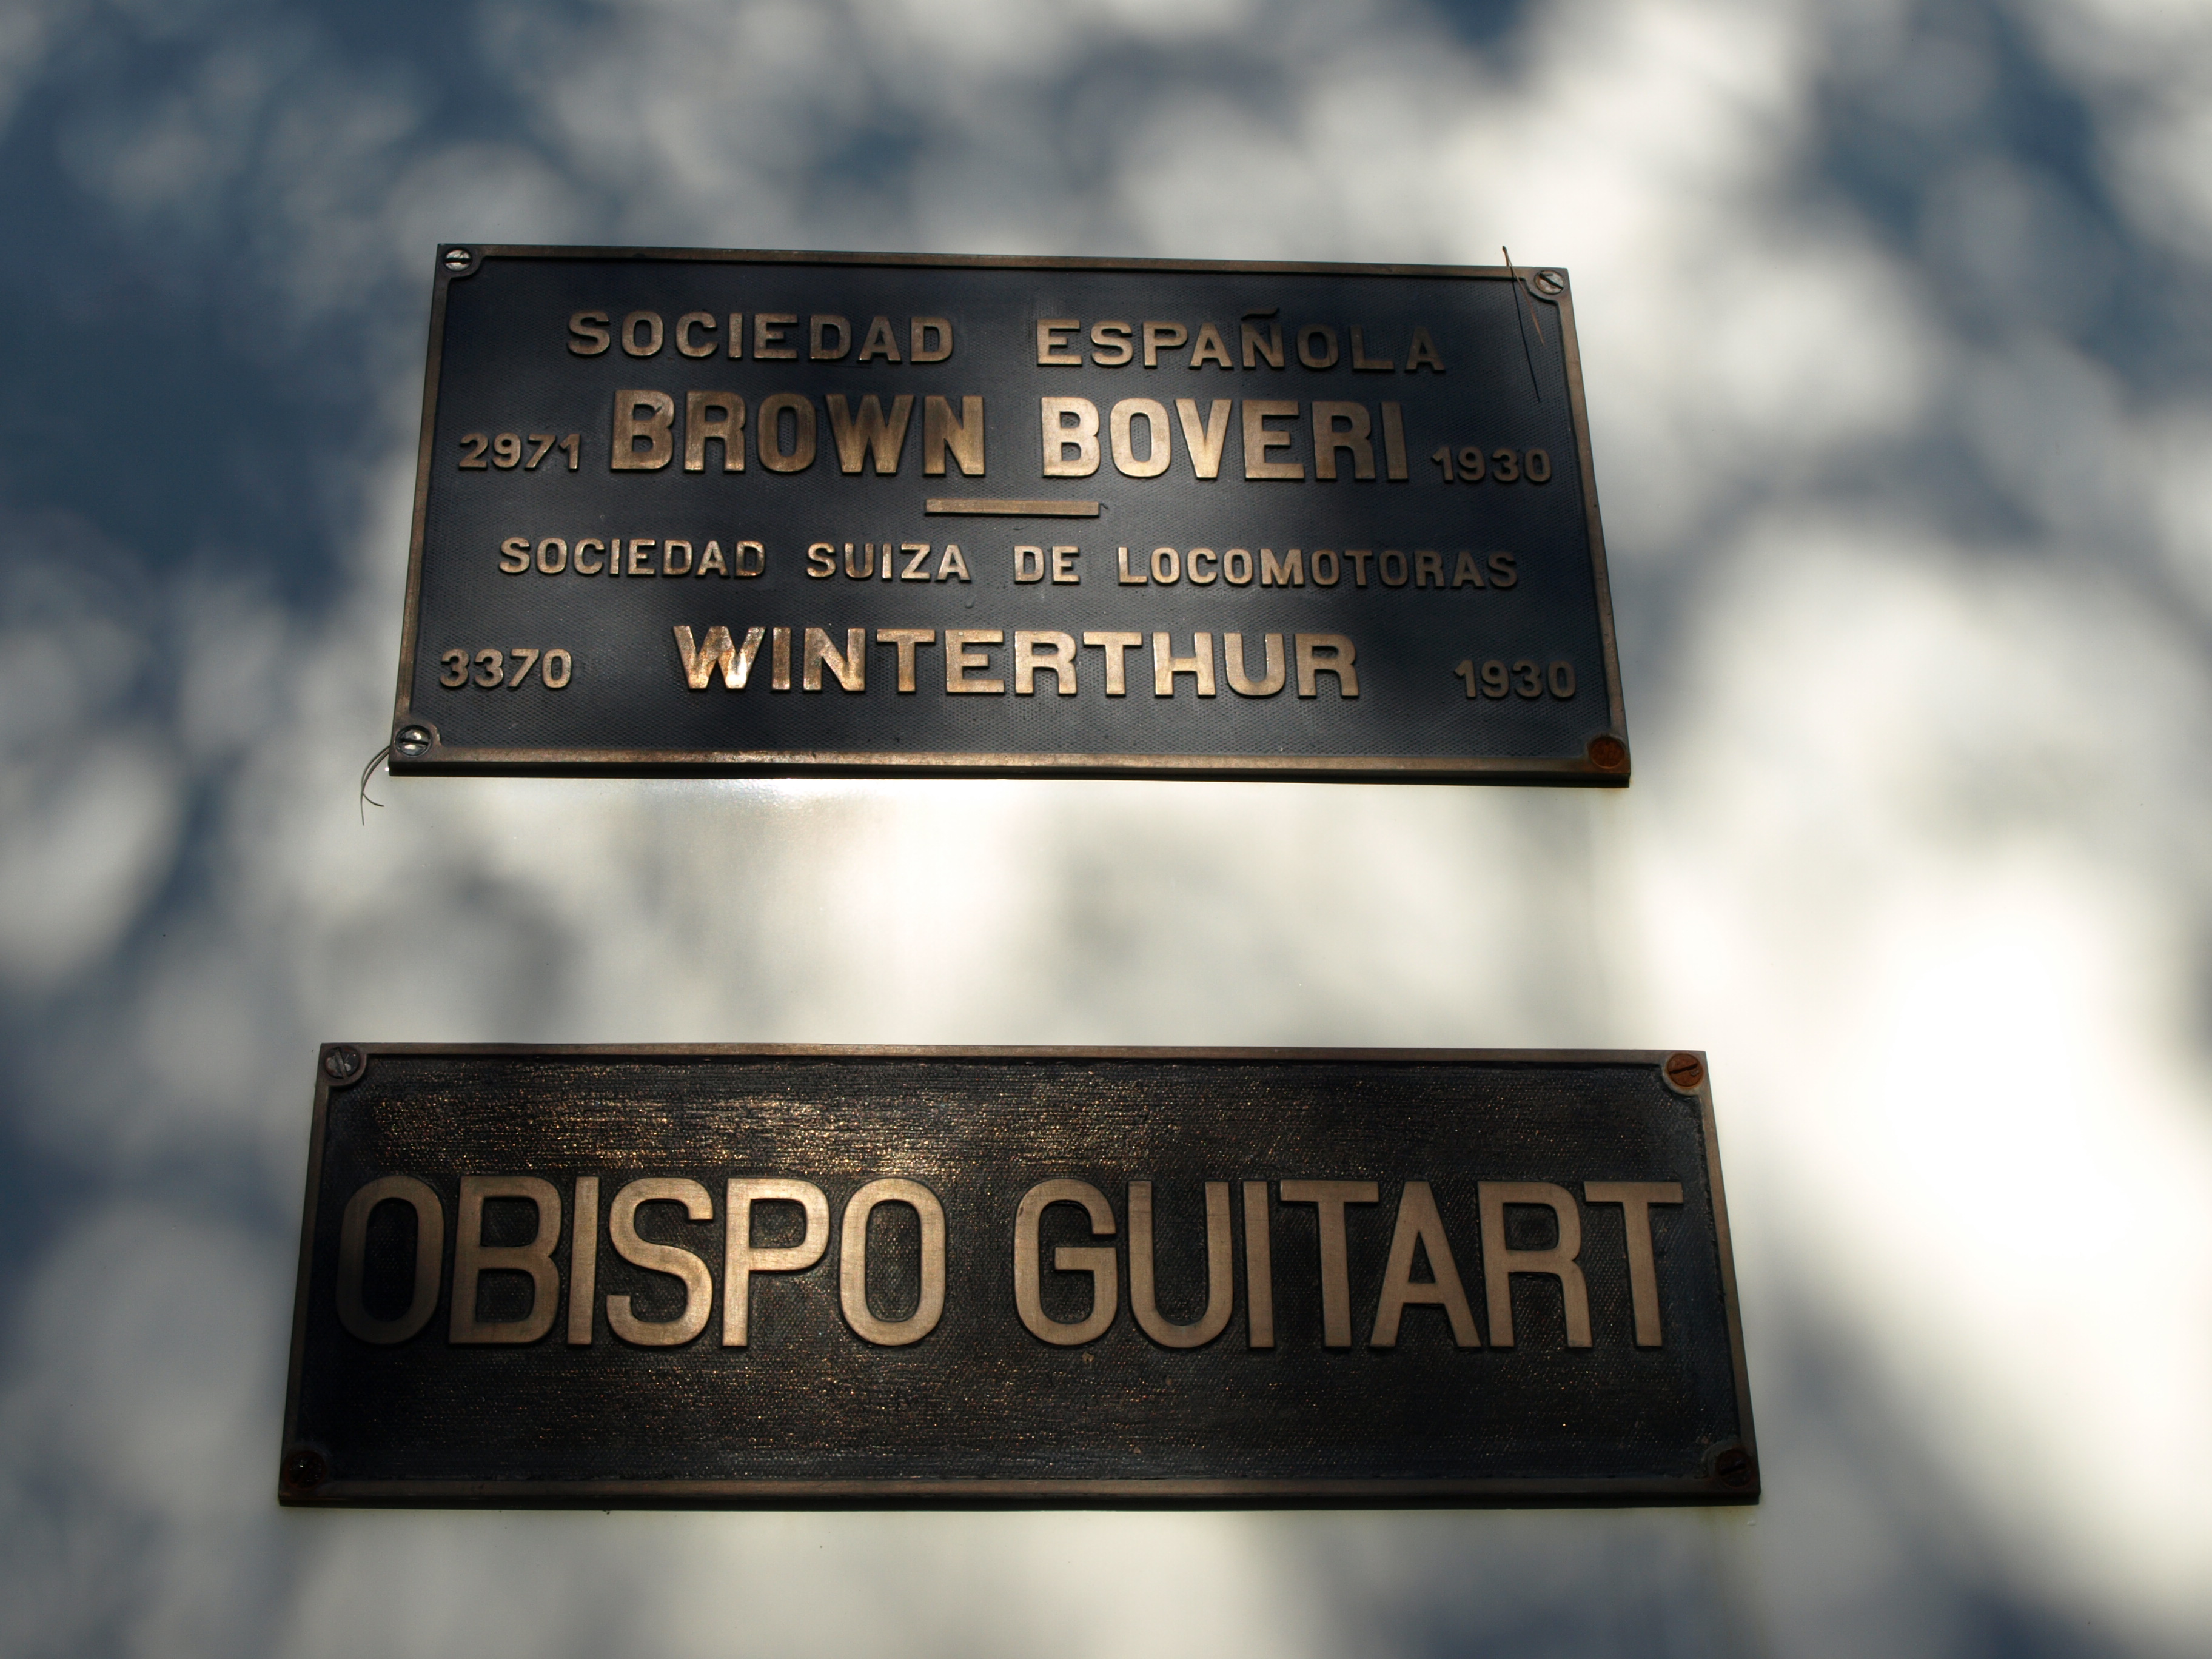 SOCIEDAD ESPAÑOLA
2971 BROWN BOVERI 1930
SOCIEDAD SUIZA DE LOCOMOTORAS
3370 WINTERTHUR 1930
OBISPO GUITART